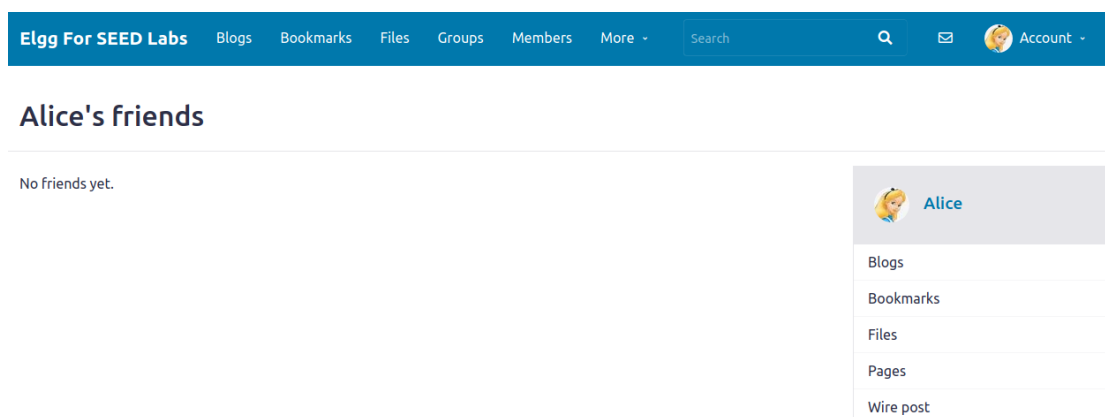 Elgg For SEED Labs Blogs Bookmarks Files Groups Members More Search Account
Alice's friends
No friends yet.
Alice
Blogs
Bookmarks
Files
Pages
Wire post